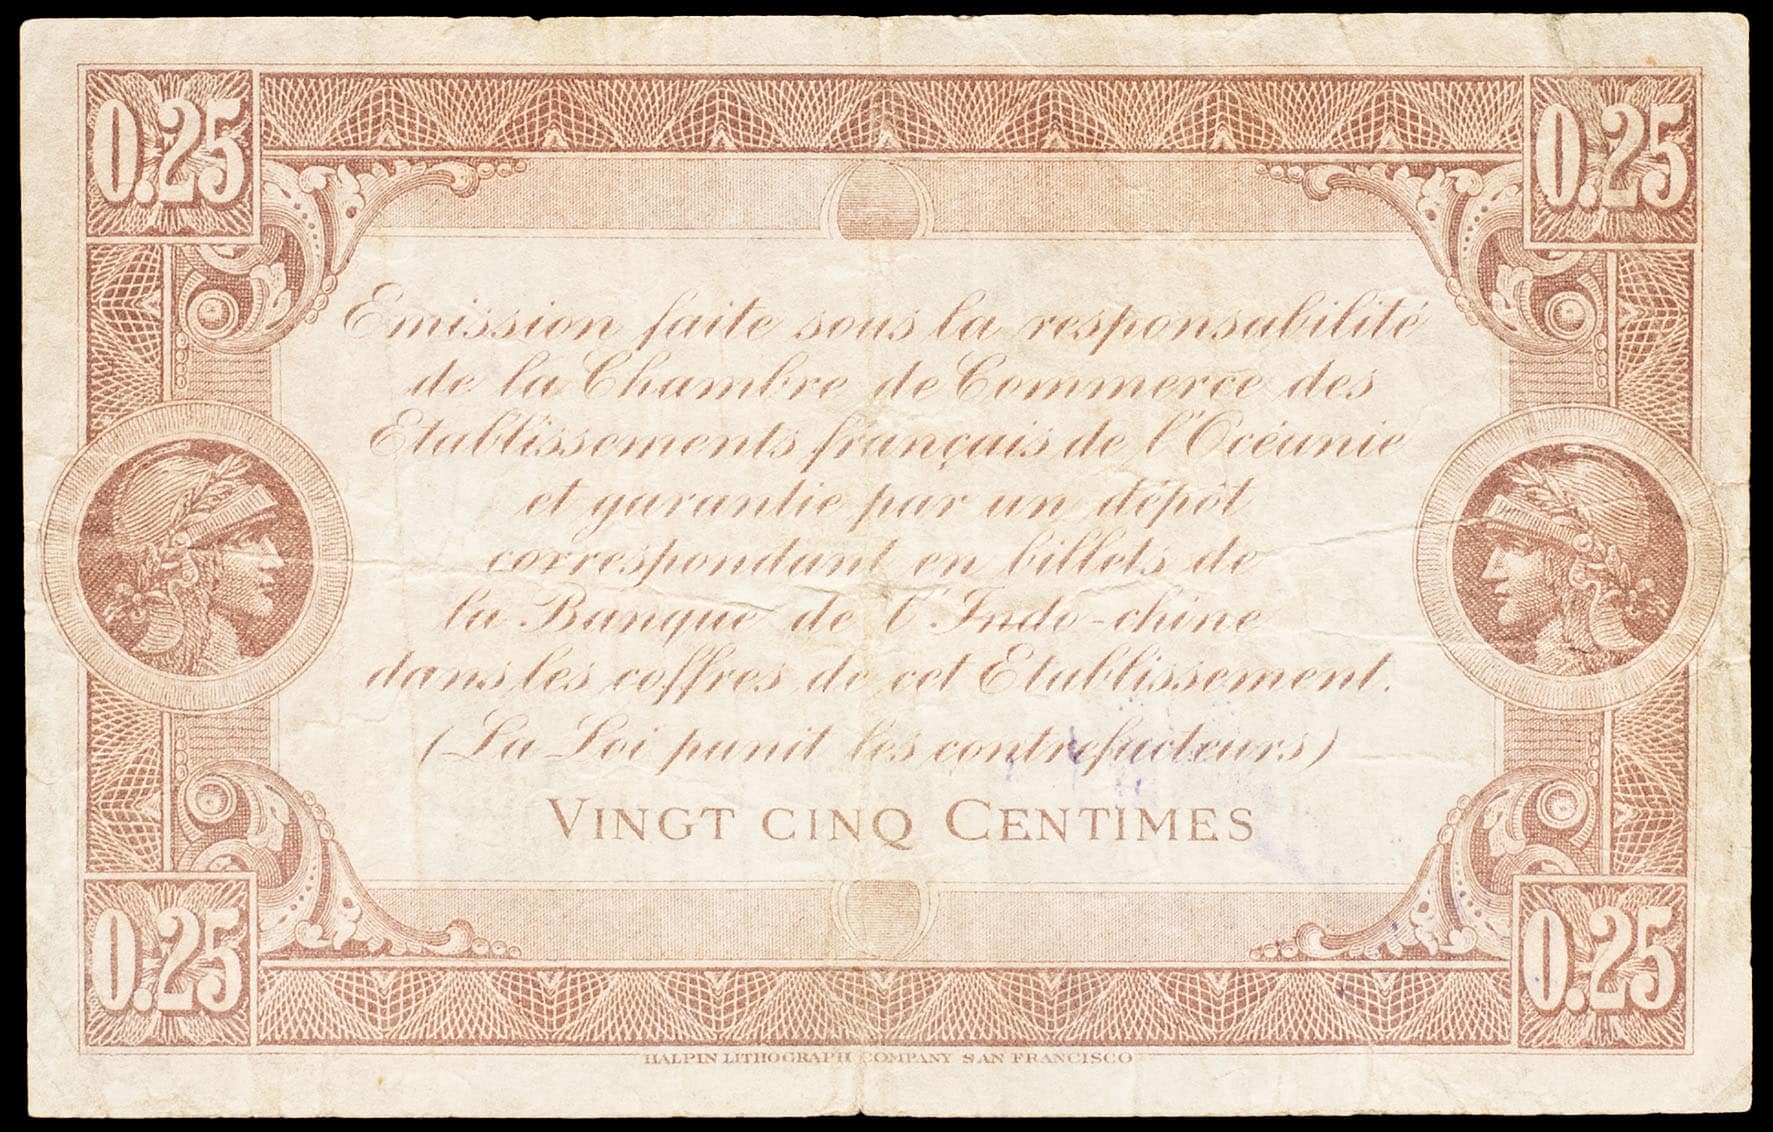 0.25 0.25
Emission faite sous la responsabilité
de la Chambre de Commerce des
Etablissements français de l'Océanie
et garantie par un dépôt
correspondant en billets de
la Banque de l'Indo-chine
dans les coffres de cet Etablissement.
(La Loi punit les contrefacteurs)
VINGT CINQ CENTIMES
0.25 0.25
HALPIN LITHOGRAPH COMPANY SAN FRANCISCO